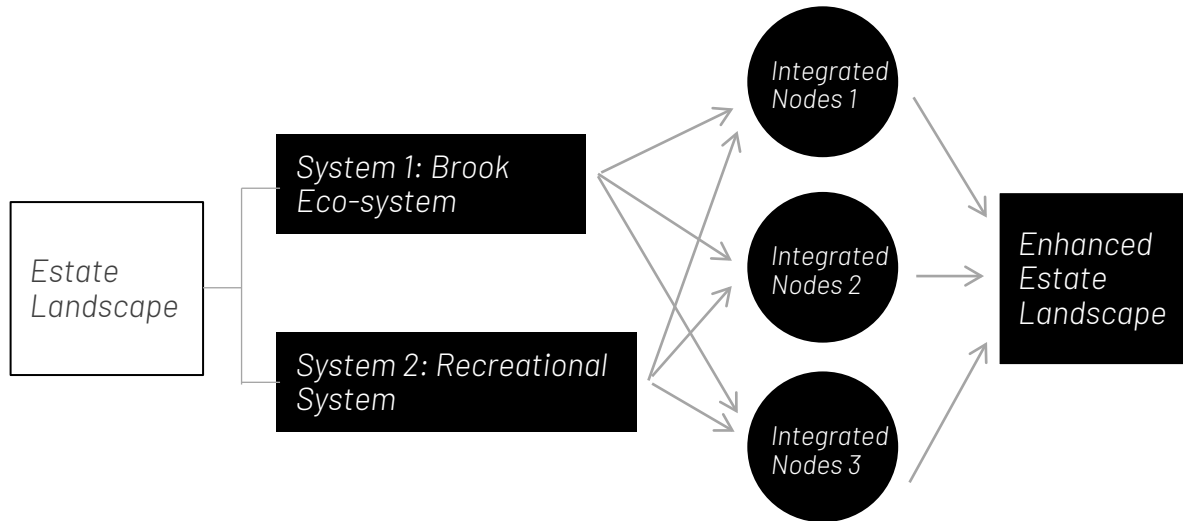 Estate
Landscape
System 1: Brook
Eco-system
System 2: Recreational
System
Integrated
Nodes 1
Integrated
Nodes 2
Integrated
Nodes 3
Enhanced
Estate
Landscape